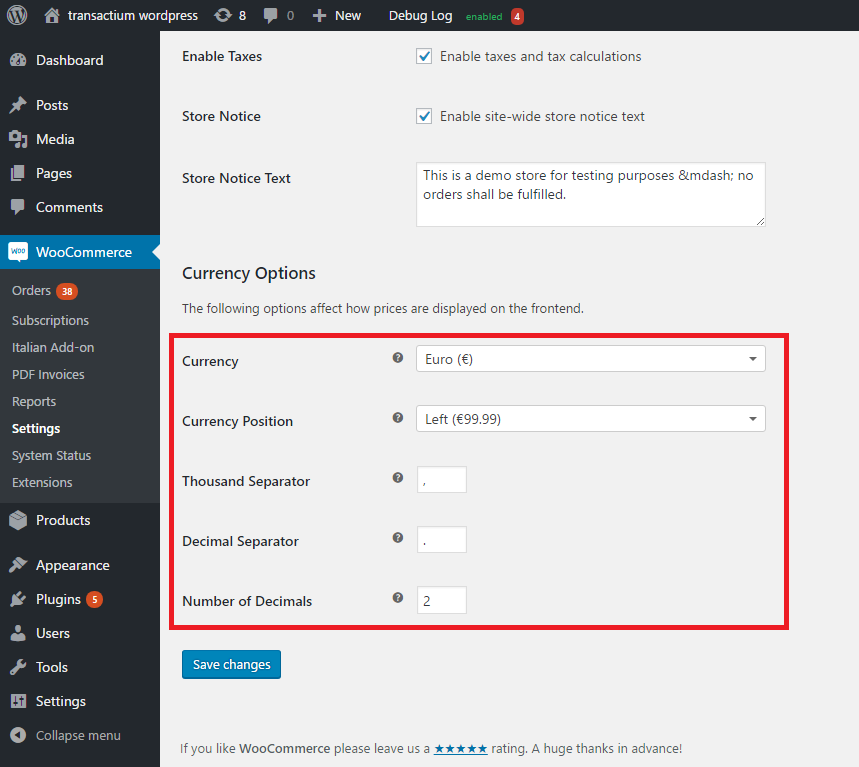 transactium wordpress 8 0 New Debug Log enabled 4
Dashboard
Posts
Media
Pages
Comments
WooCommerce
Orders 38
Subscriptions
Italian Add-on
PDF Invoices
Reports
Settings
System Status
Extensions
Products
Appearance
Plugins 5
Users
Tools
Settings
Collapse menu
Enable Taxes
Enable taxes and tax calculations
Store Notice
Enable site-wide store notice text
Store Notice Text
This is a demo store for testing purposes &mdash; no
orders shall be fulfilled.
Currency Options
The following options affect how prices are displayed on the frontend.
Currency
Euro (€)
Currency Position
Left (€99.99)
Thousand Separator
,
Decimal Separator
.
Number of Decimals
2
Save changes
If you like WooCommerce please leave us a ★★★★★ rating. A huge thanks in advance!